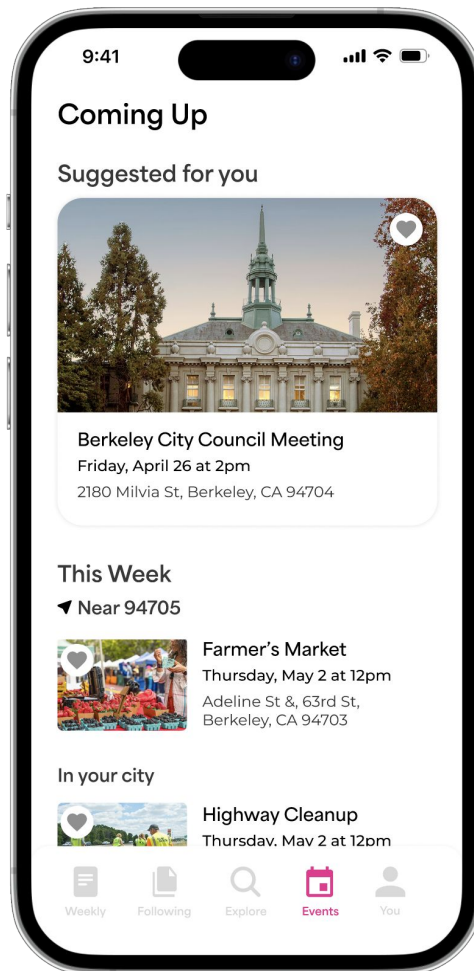 9:41
Coming Up
Suggested for you
Berkeley City Council Meeting
Friday, April 26 at 2pm
2180 Milvia St, Berkeley, CA 94704
This Week
Near 94705
Farmer’s Market
Thursday, May 2 at 12pm
Adeline St &, 63rd St,
Berkeley, CA 94703
In your city
Highway Cleanup
Thursday, May 2 at 12pm
Weekly Following Explore Events You